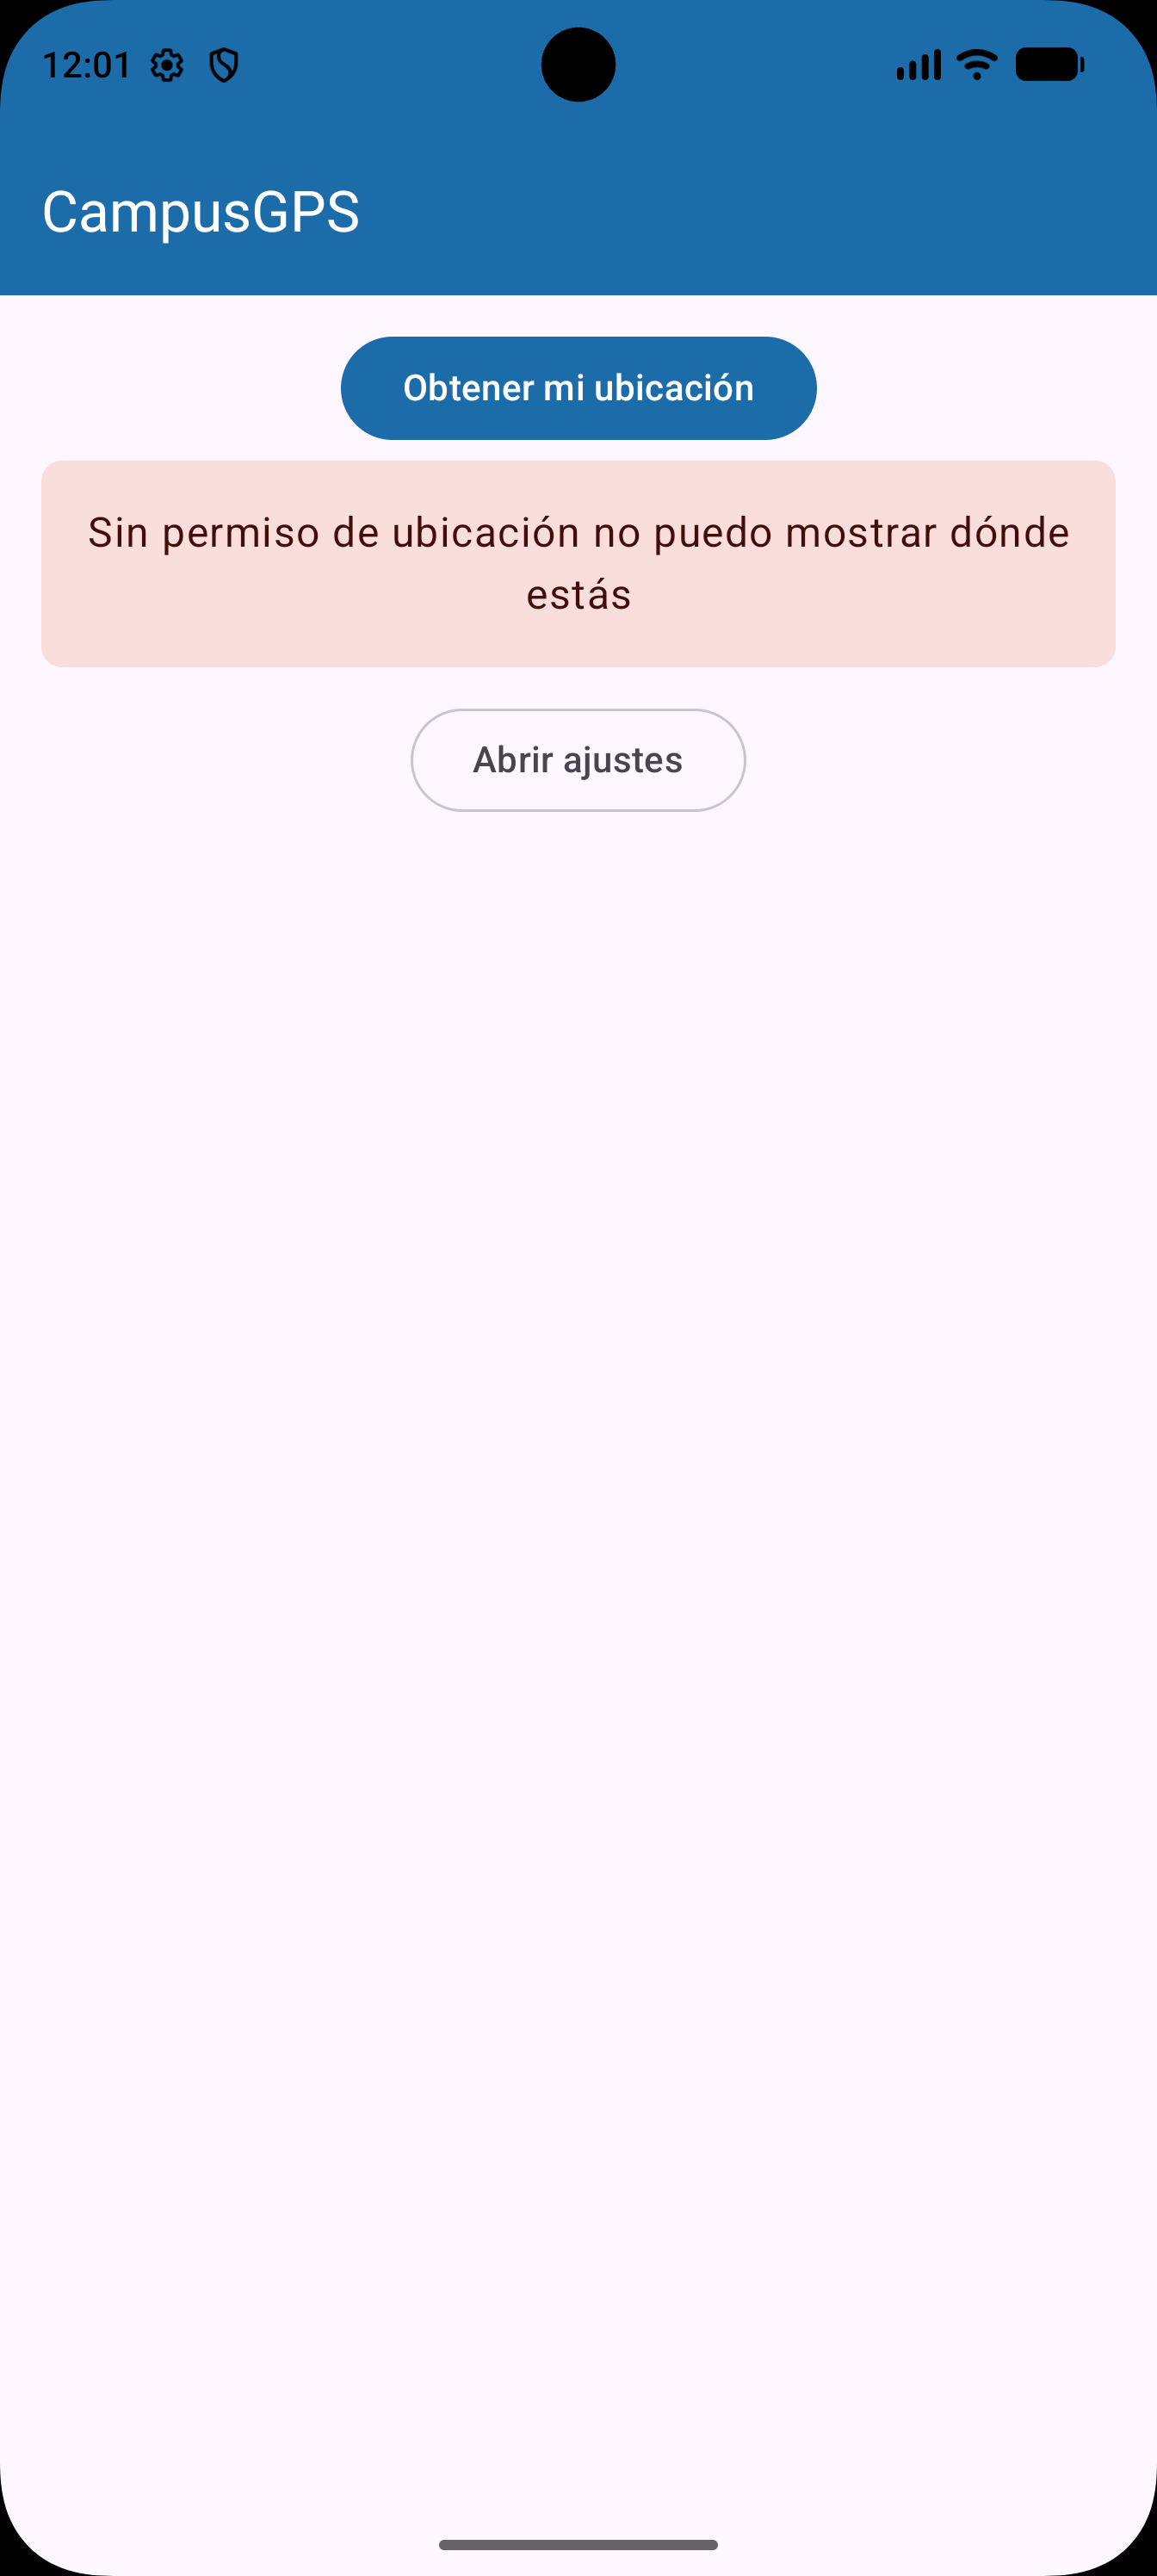 12:01
CampusGPS
Obtener mi ubicación
Sin permiso de ubicación no puedo mostrar dónde
estás
Abrir ajustes